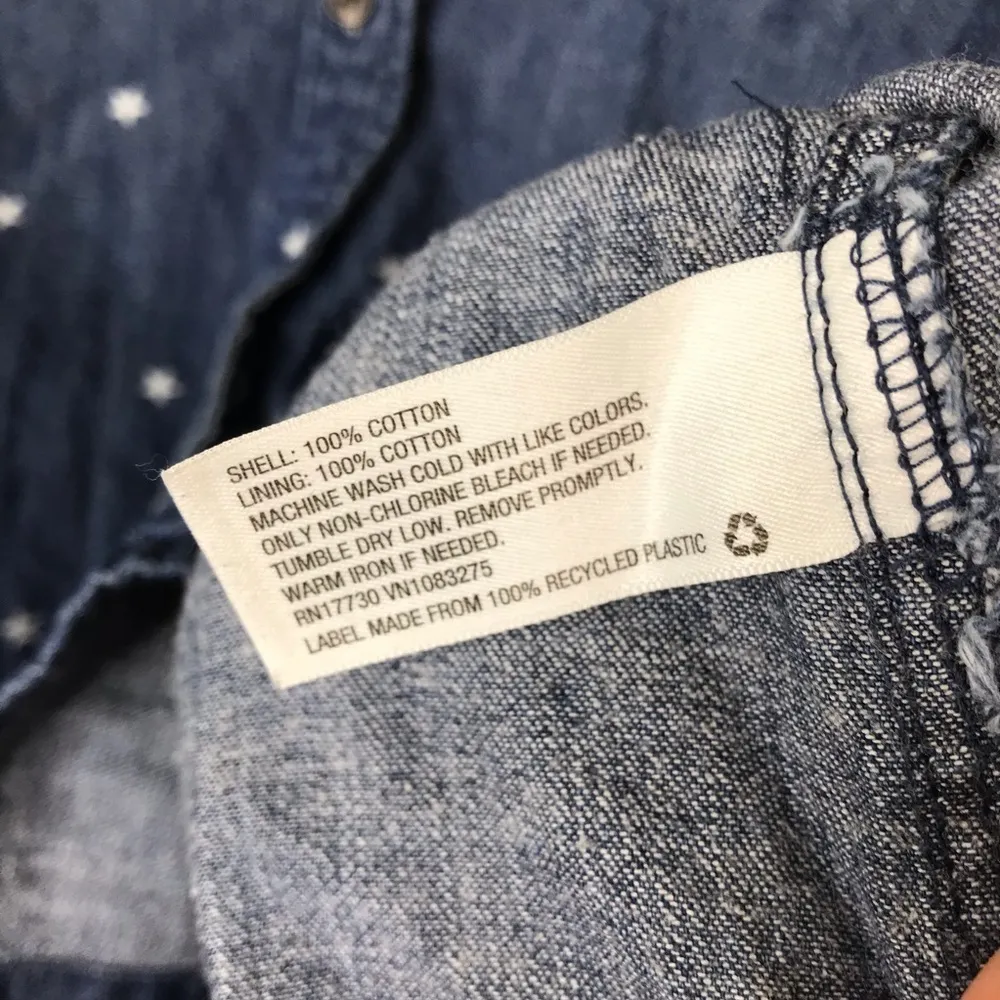 SHELL: 100% COTTON
LINING: 100% COTTON
MACHINE WASH COLD WITH LIKE COLORS.
ONLY NON-CHLORINE BLEACH IF NEEDED.
TUMBLE DRY LOW. REMOVE PROMPTLY.
WARM IRON IF NEEDED.
RN17730 VN1083275
LABEL MADE FROM 100% RECYCLED PLASTIC